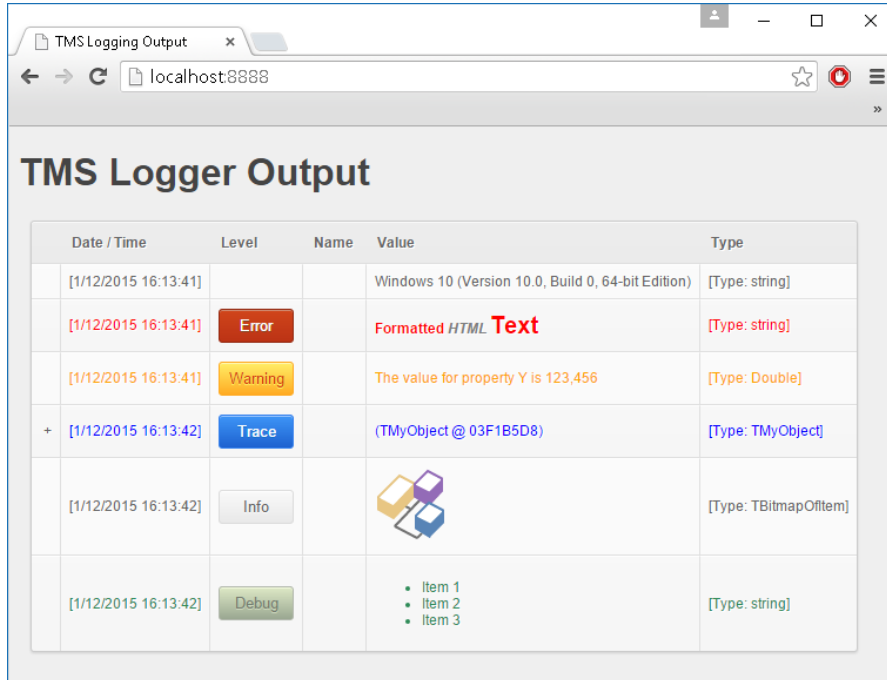 TMS Logging Output
localhost:8888
»
TMS Logger Output
Date / Time Level Name Value Type
[1/12/2015 16:13:41] Windows 10 (Version 10.0, Build 0, 64-bit Edition) [Type: string]
[1/12/2015 16:13:41] Error Formatted HTML Text [Type: string]
[1/12/2015 16:13:41] Warning The value for property Y is 123,456 [Type: Double]
+ [1/12/2015 16:13:42] Trace (TMyObject @ 03F1B5D8) [Type: TMyObject]
[1/12/2015 16:13:42] Info [Type: TBitmapOfItem]
[1/12/2015 16:13:42] Debug [Type: string]
• Item 1
• Item 2
• Item 3